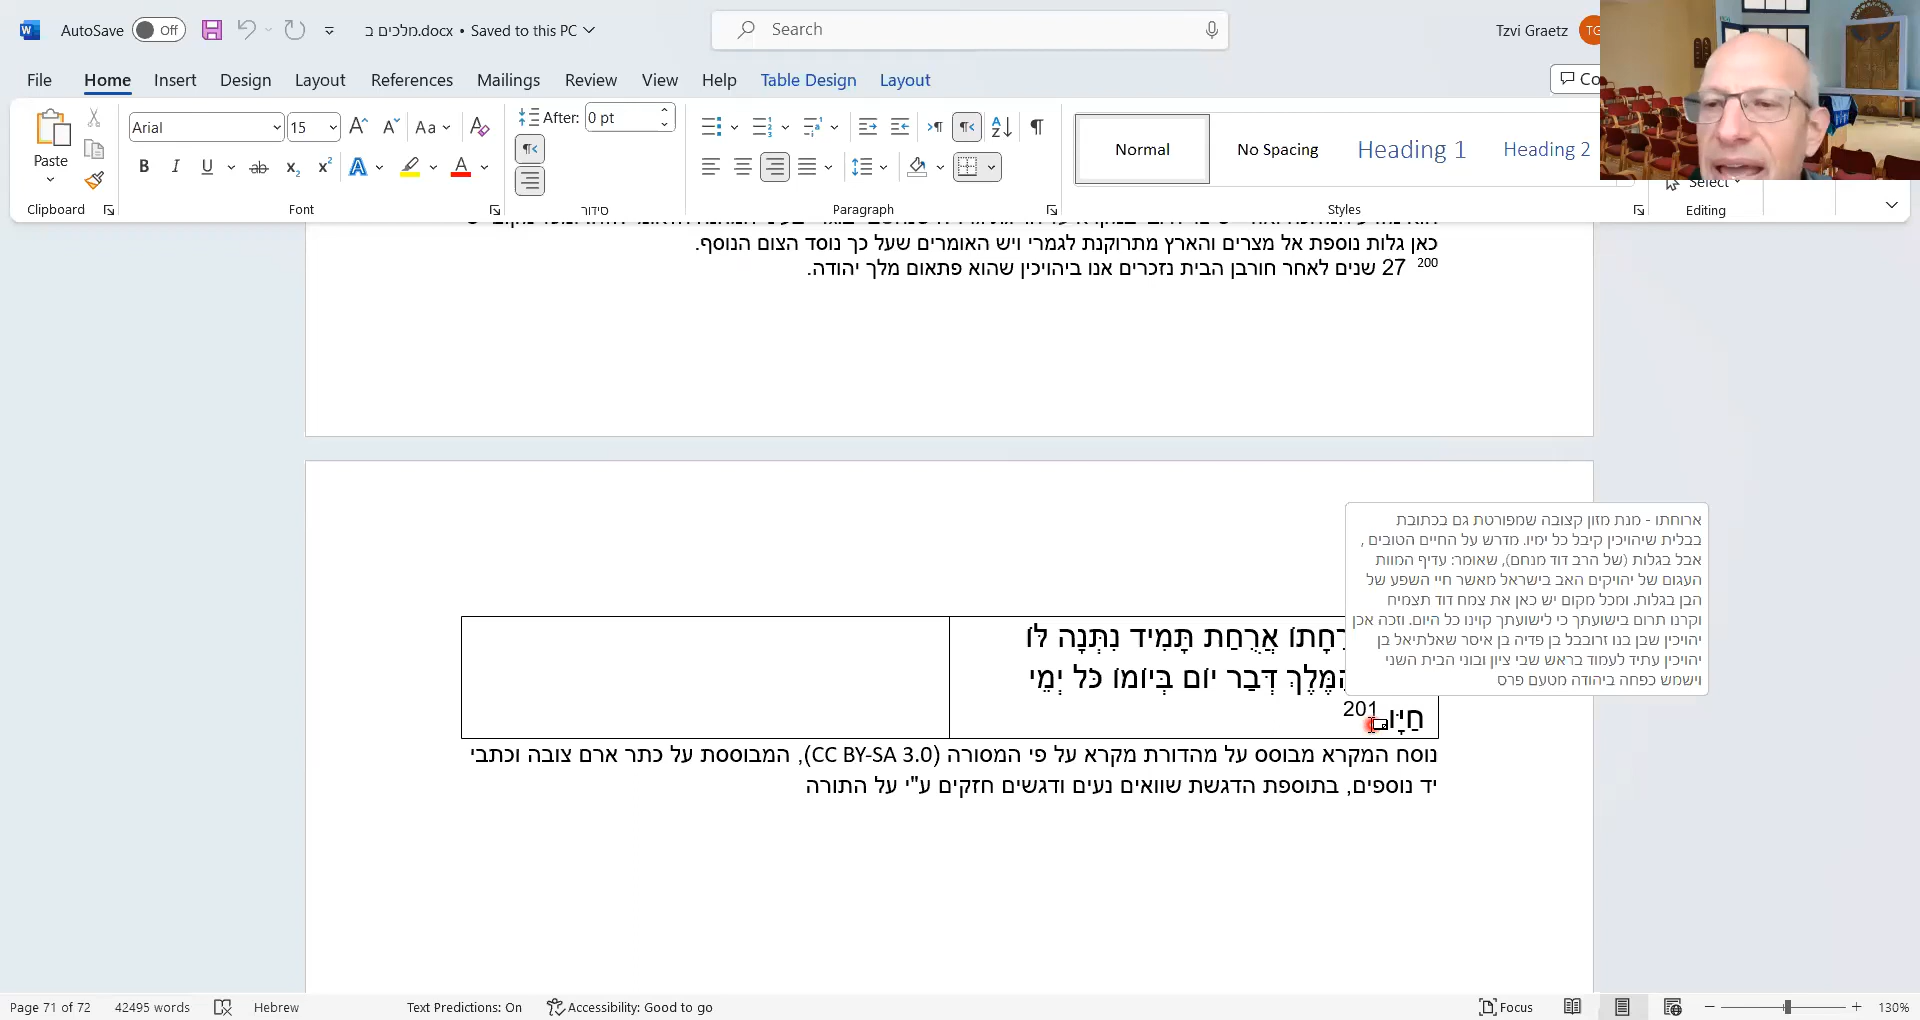 AutoSave Off מלכים ב.docx • Saved to this PC Search Tzvi Graetz TG
File Home Insert Design Layout References Mailings Review View Help Table Design Layout Co
Arial 15 Aa After: 0 pt
Paste B I U ab x₂ x² A A Normal No Spacing Heading 1 Heading 2
Select
Clipboard Font סידור Paragraph Styles Editing
כאן גלות נוספת אל מצרים והארץ מתרוקנת לגמרי ויש האומרים שעל כך נוסד הצום הנוסף.
200 27 שנים לאחר חורבן הבית נזכרים אנו ביהויכין שהוא פתאום מלך יהודה.
ארוחתו - מנת מזון קצובה שמפורטת גם בכתובת
בבלית שיהויכין קיבל כל ימיו. מדרש על החיים הטובים ,
אבל בגלות (של הרב דוד מנחם), שאומר: עדיף המוות
העגום של יהויקים האב בישראל מאשר חיי השפע של
הבן בגלות. ומכל מקום יש כאן את צמח דוד תצמיח
וקרנו תרום בישועתך כי לישועתך קוינו כל היום. וזכה אכן
יהויכין שבן בנו זרובבל בן פדיה בן איסר שאלתיאל בן
יהויכין עתיד לעמוד בראש שבי ציון ובוני הבית השני
וישמש כפחה ביהודה מטעם פרס
אֲרֻחַת תָּמִיד נִתְּנָה לּוֹ
דְּבַר יוֹם בְּיוֹמוֹ כֹּל יְמֵי
חַיָּו 201
נוסח המקרא מבוסס על מהדורת מקרא על פי המסורה (CC BY-SA 3.0), המבוססת על כתר ארם צובה וכתבי
יד נוספים, בתוספת הדגשת שוואים נעים ודגשים חזקים ע"י על התורה
Page 71 of 72 42495 words Hebrew Text Predictions: On Accessibility: Good to go Focus 130%